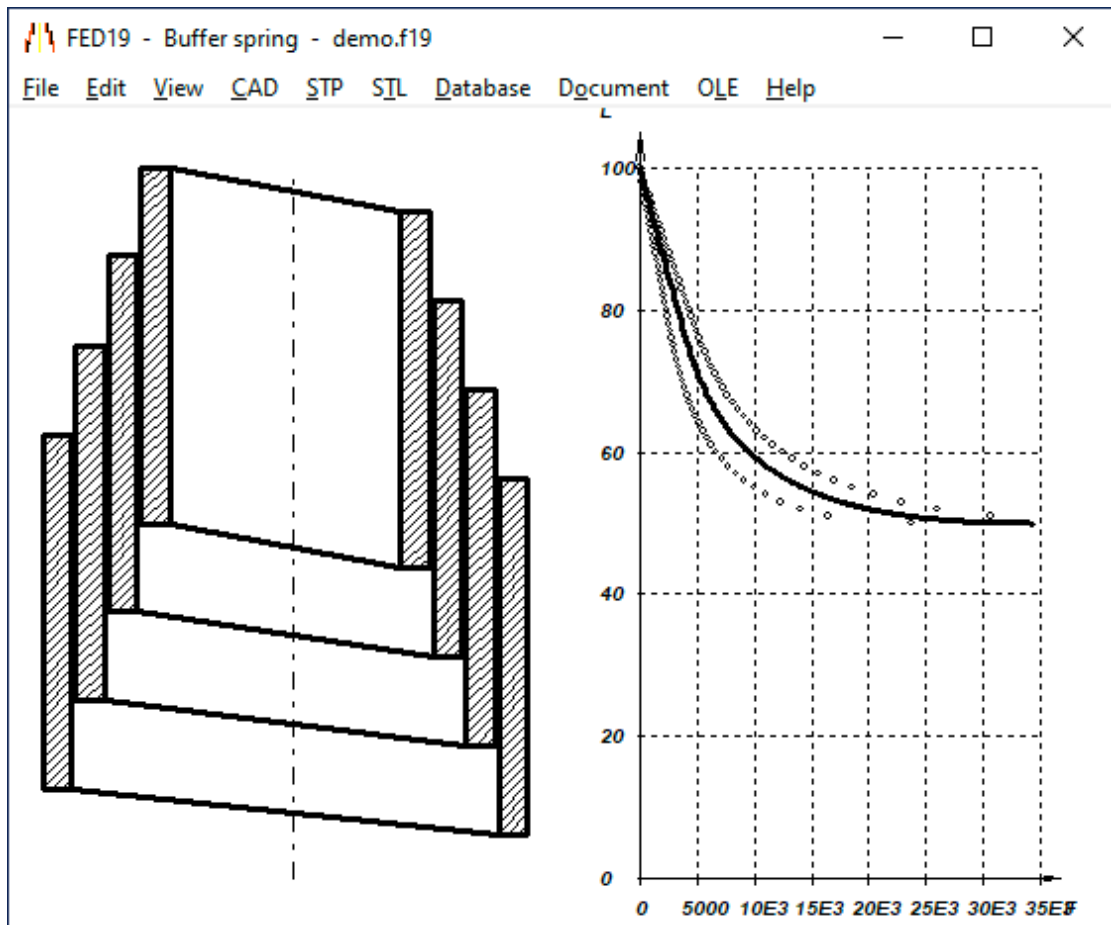 FED19 - Buffer spring - demo.f19
File Edit View CAD STP STL Database Document OLE Help
L
100
80
60
40
20
0
0 5000 10E3 15E3 20E3 25E3 30E3 35E3 F